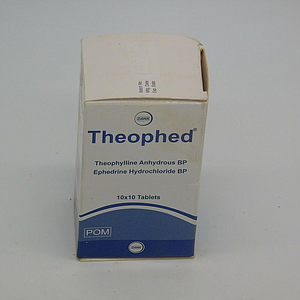 Theophed®
Theophylline Anhydrous BP
Ephedrine Hydrochloride BP
10x10 Tablets
POM